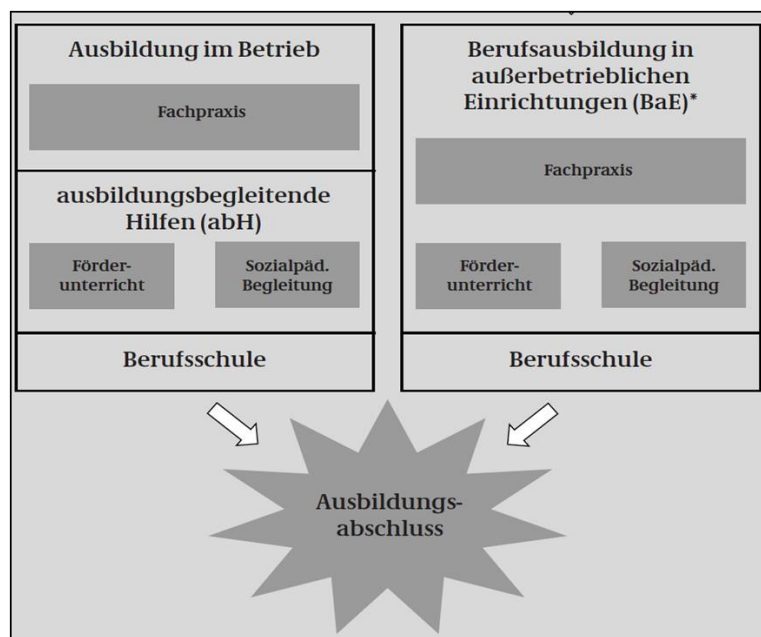 Ausbildung im Betrieb
Fachpraxis
ausbildungsbegleitende
Hilfen (abH)
Förder-
unterricht
Sozialpäd.
Begleitung
Berufsschule
Berufsausbildung in
außerbetrieblichen
Einrichtungen (BaE)*
Fachpraxis
Förder-
unterricht
Sozialpäd.
Begleitung
Berufsschule
Ausbildungs-
abschluss